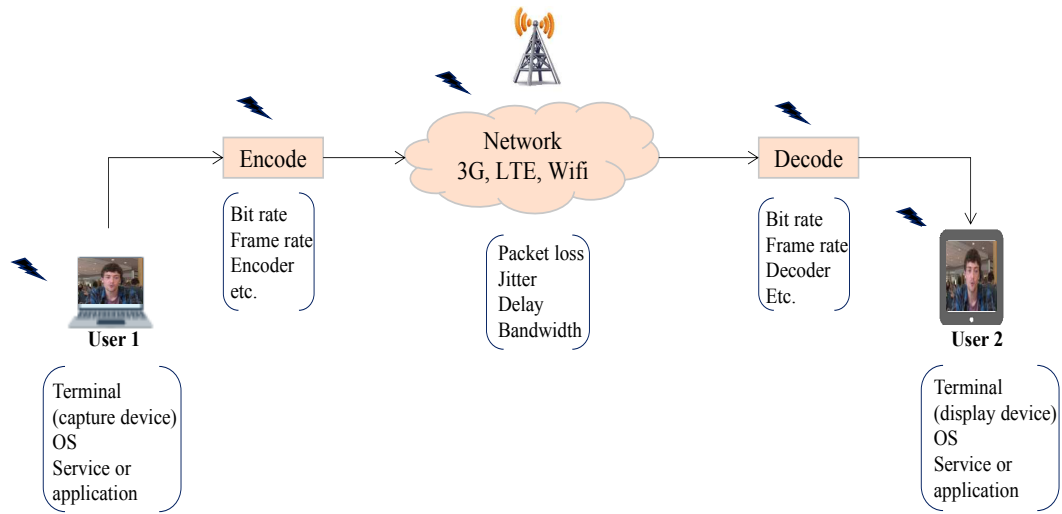 Encode
Network
3G, LTE, Wifi
Decode
Bit rate
Frame rate
Encoder
etc.
Packet loss
Jitter
Delay
Bandwidth
Bit rate
Frame rate
Decoder
Etc.
User 1
User 2
Terminal
(capture device)
OS
Service or
application
Terminal
(display device)
OS
Service or
application